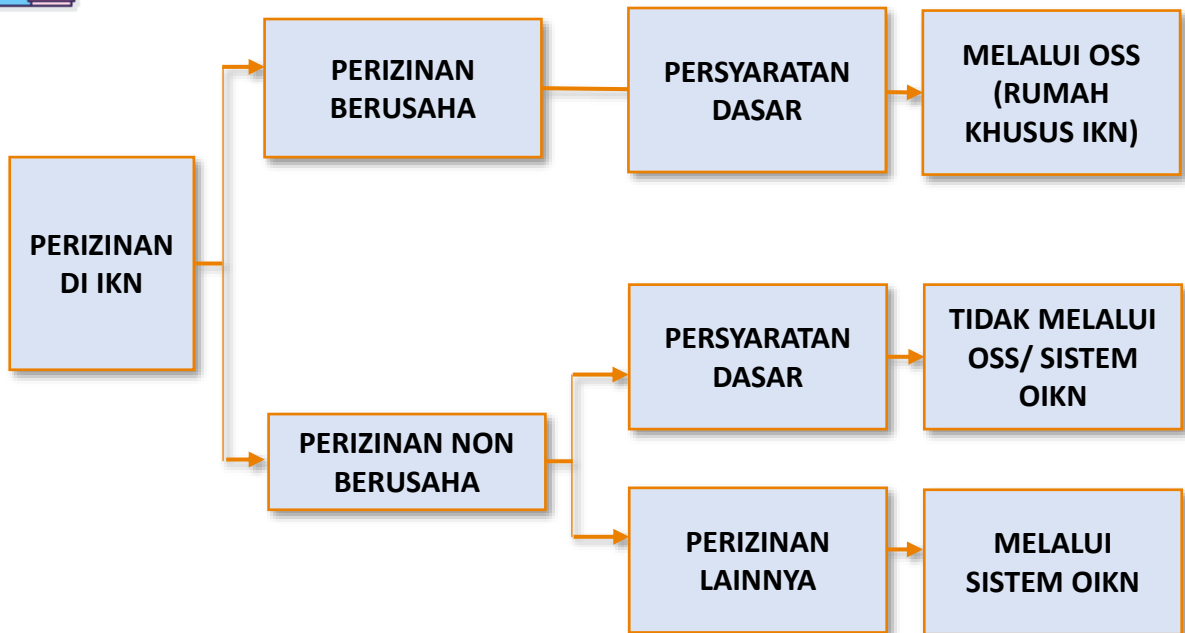 PERIZINAN
DI IKN
PERIZINAN
BERUSAHA
PERSYARATAN
DASAR
MELALUI OSS
(RUMAH
KHUSUS IKN)
PERIZINAN NON
BERUSAHA
PERSYARATAN
DASAR
TIDAK MELALUI
OSS/ SISTEM
OIKN
PERIZINAN
LAINNYA
MELALUI
SISTEM OIKN